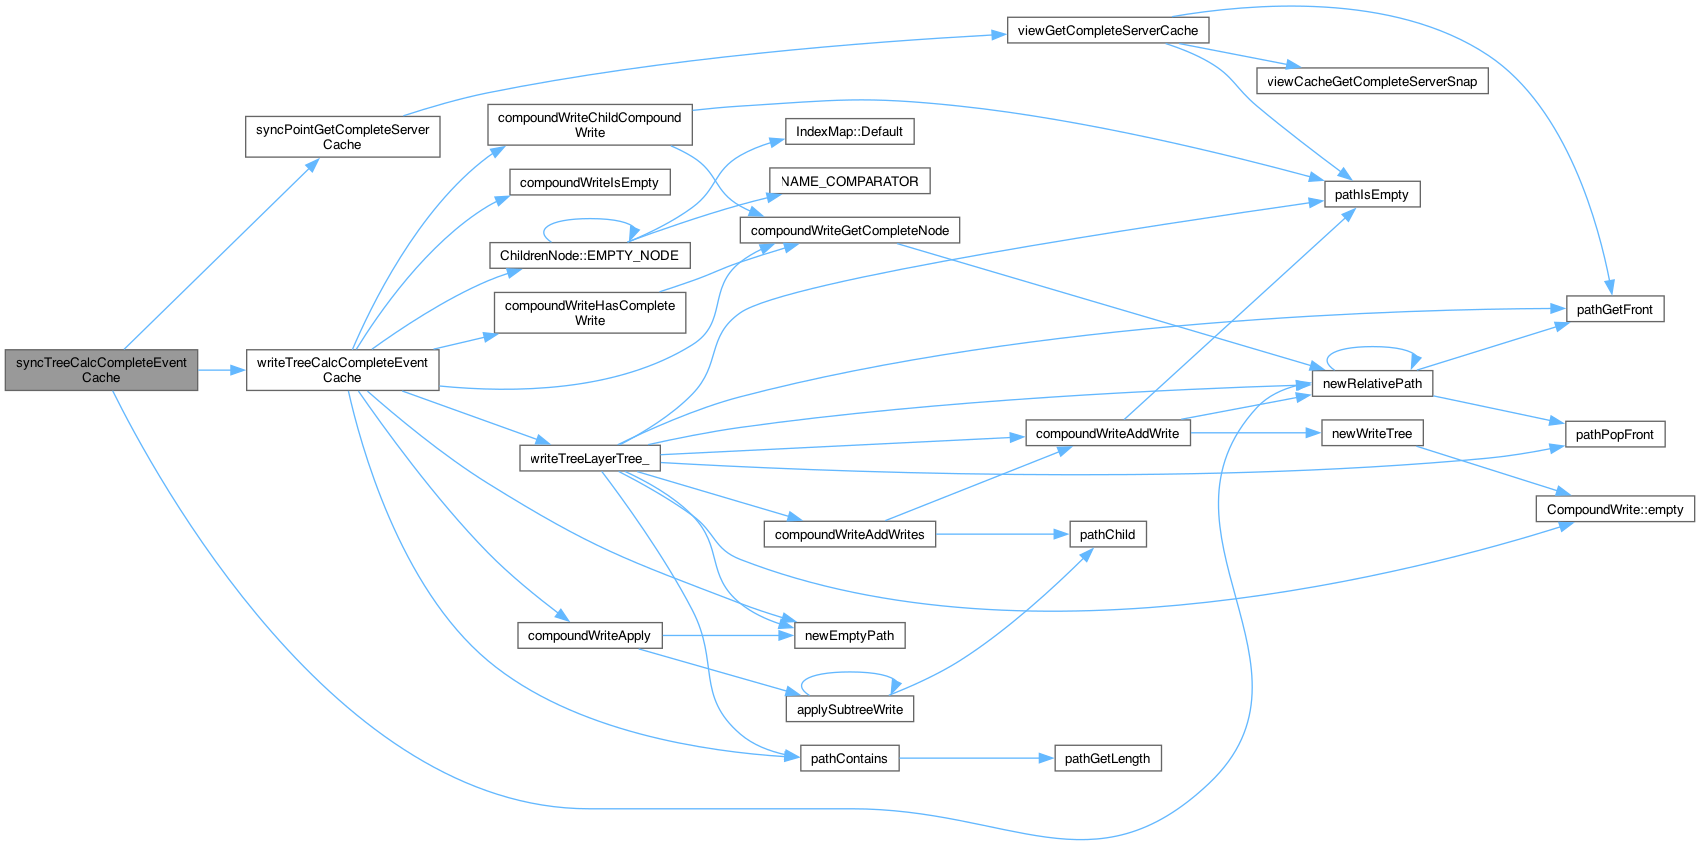 viewGetCompleteServerCache
viewCacheGetCompleteServerSnap
syncPointGetCompleteServer
Cache
compoundWriteChildCompound
Write
IndexMap::Default
compoundWriteIsEmpty
NAME_COMPARATOR
pathIsEmpty
compoundWriteGetCompleteNode
ChildrenNode::EMPTY_NODE
compoundWriteHasComplete
Write
pathGetFront
syncTreeCalcCompleteEvent
Cache
writeTreeCalcCompleteEvent
Cache
newRelativePath
compoundWriteAddWrite
newWriteTree
pathPopFront
writeTreeLayerTree_
CompoundWrite::empty
compoundWriteAddWrites
pathChild
compoundWriteApply
newEmptyPath
applySubtreeWrite
pathContains
pathGetLength